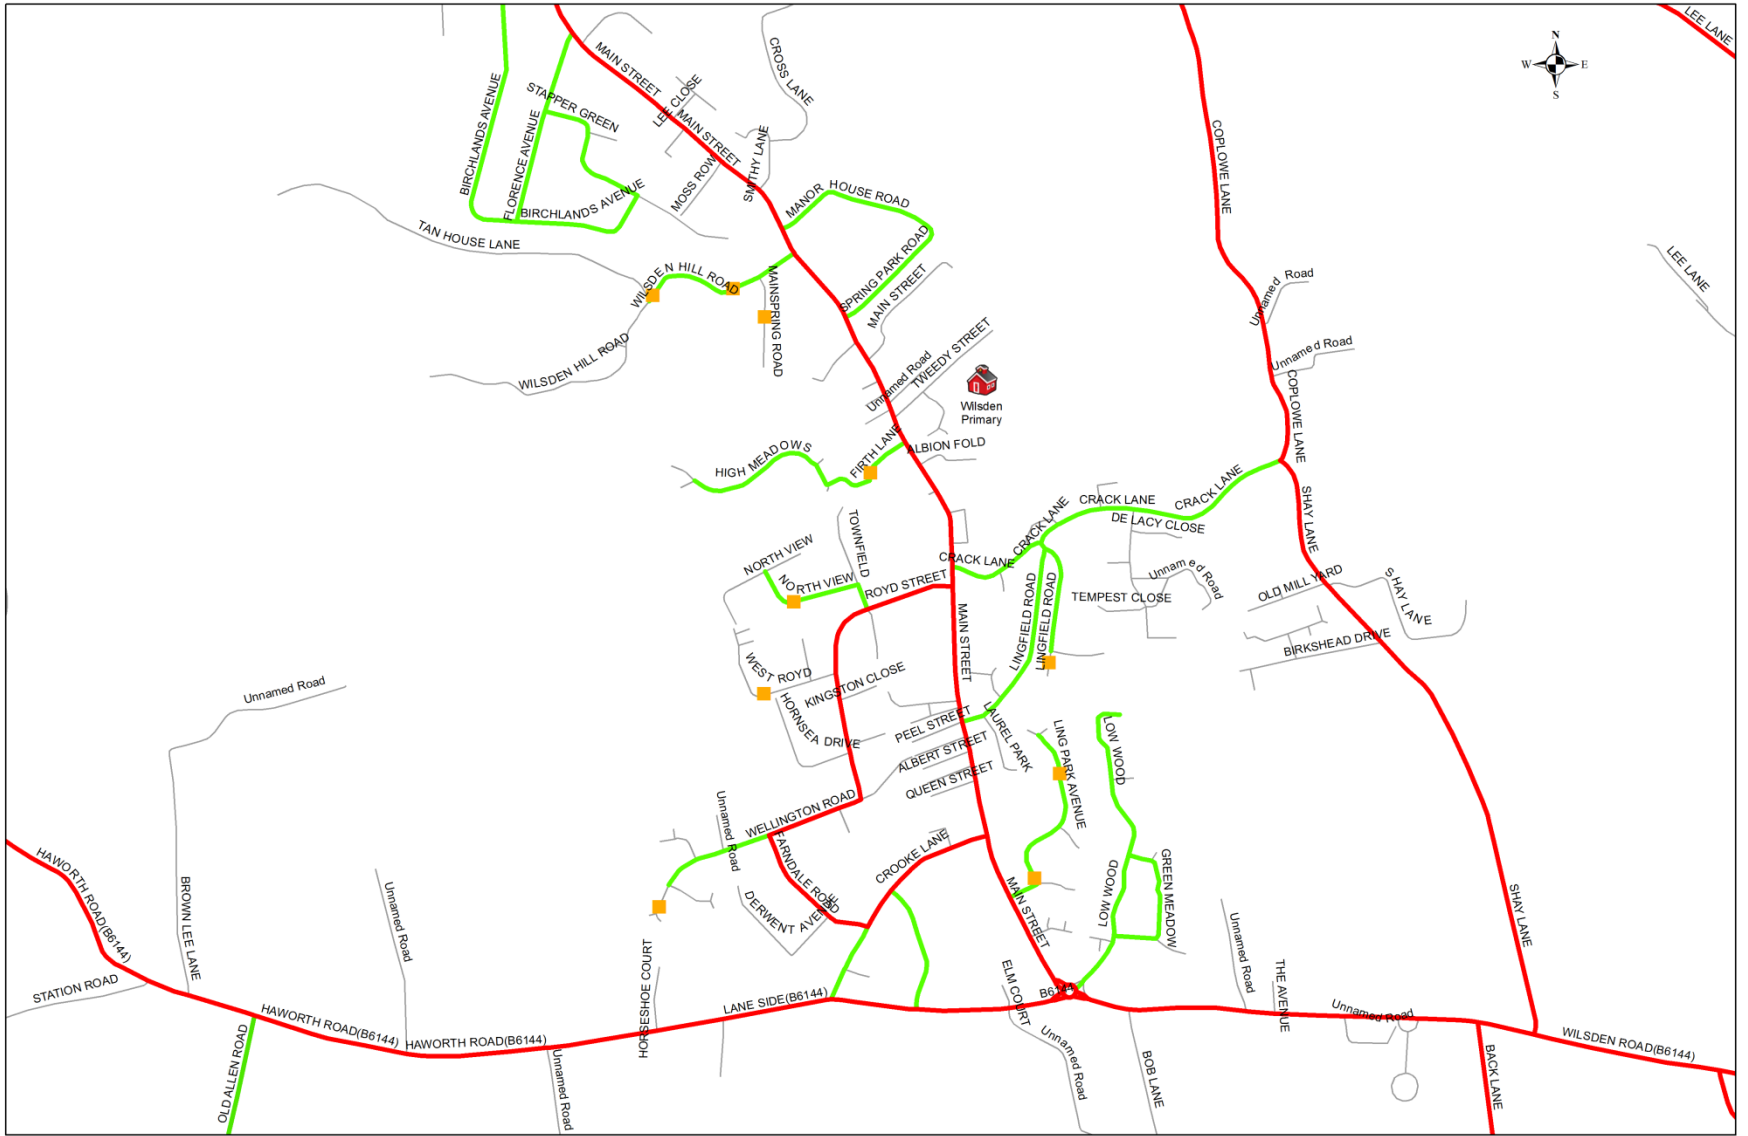 LEE LANE
MAIN STREET
CROSS LANE
N
W
E
S
LEE CLOSE
STAPPER GREEN
BIRCHLANDS AVENUE
FLORENCE AVENUE
MAIN STREET
SMITHY LANE
MOSS ROW
COPLOWE LANE
BIRCHLANDS AVENUE
MANOR HOUSE ROAD
TAN HOUSE LANE
SPRING PARK ROAD
MAIN STREET
WILSDEN HILL ROAD
MAINSPRING ROAD
Unnamed Road
LEE LANE
WILSDEN HILL ROAD
Unnamed Road
TWEEDY STREET
Unnamed Road
COPLOWE LANE
Wilsden
Primary
FIRTH LANE
ALBION FOLD
HIGH MEADOWS
CRACK LANE
CRACK LANE
CRACK LANE
CRACK LANE
DE LACY CLOSE
SHAY LANE
TOWNFIELD
NORTH VIEW
NORTH VIEW
ROYD STREET
Unnamed Road
OLD MILL YARD
SHAY LANE
TEMPEST CLOSE
LINGFIELD ROAD
LINGFIELD ROAD
MAIN STREET
BIRKSHEAD DRIVE
WEST ROYD
KINGSTON CLOSE
Unnamed Road
HORNSEA DRIVE
PEEL STREET
LAUREL PARK
ALBERT STREET
QUEEN STREET
LING PARK AVENUE
LOW WOOD
WELLINGTON ROAD
Unnamed Road
FARNDALE ROAD
CROOKE LANE
DERWENT AVENUE
MAIN STREET
LOW WOOD
GREEN MEADOW
HAWORTH ROAD(B6144)
BROWN LEE LANE
Unnamed Road
SHAY LANE
Unnamed Road
THE AVENUE
STATION ROAD
HORSESHOE COURT
ELM COURT
B6144
LANE SIDE(B6144)
Unnamed Road
HAWORTH ROAD(B6144)
HAWORTH ROAD(B6144)
WILSDEN ROAD(B6144)
OLD ALLEN ROAD
Unnamed Road
Unnamed Road
BOB LANE
BACK LANE